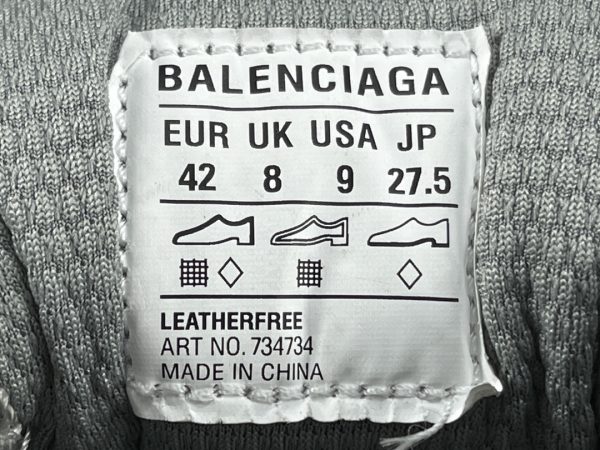 BALENCIAGA
EUR UK USA JP
42 8 9 27.5
LEATHERFREE
ART NO. 734734
MADE IN CHINA